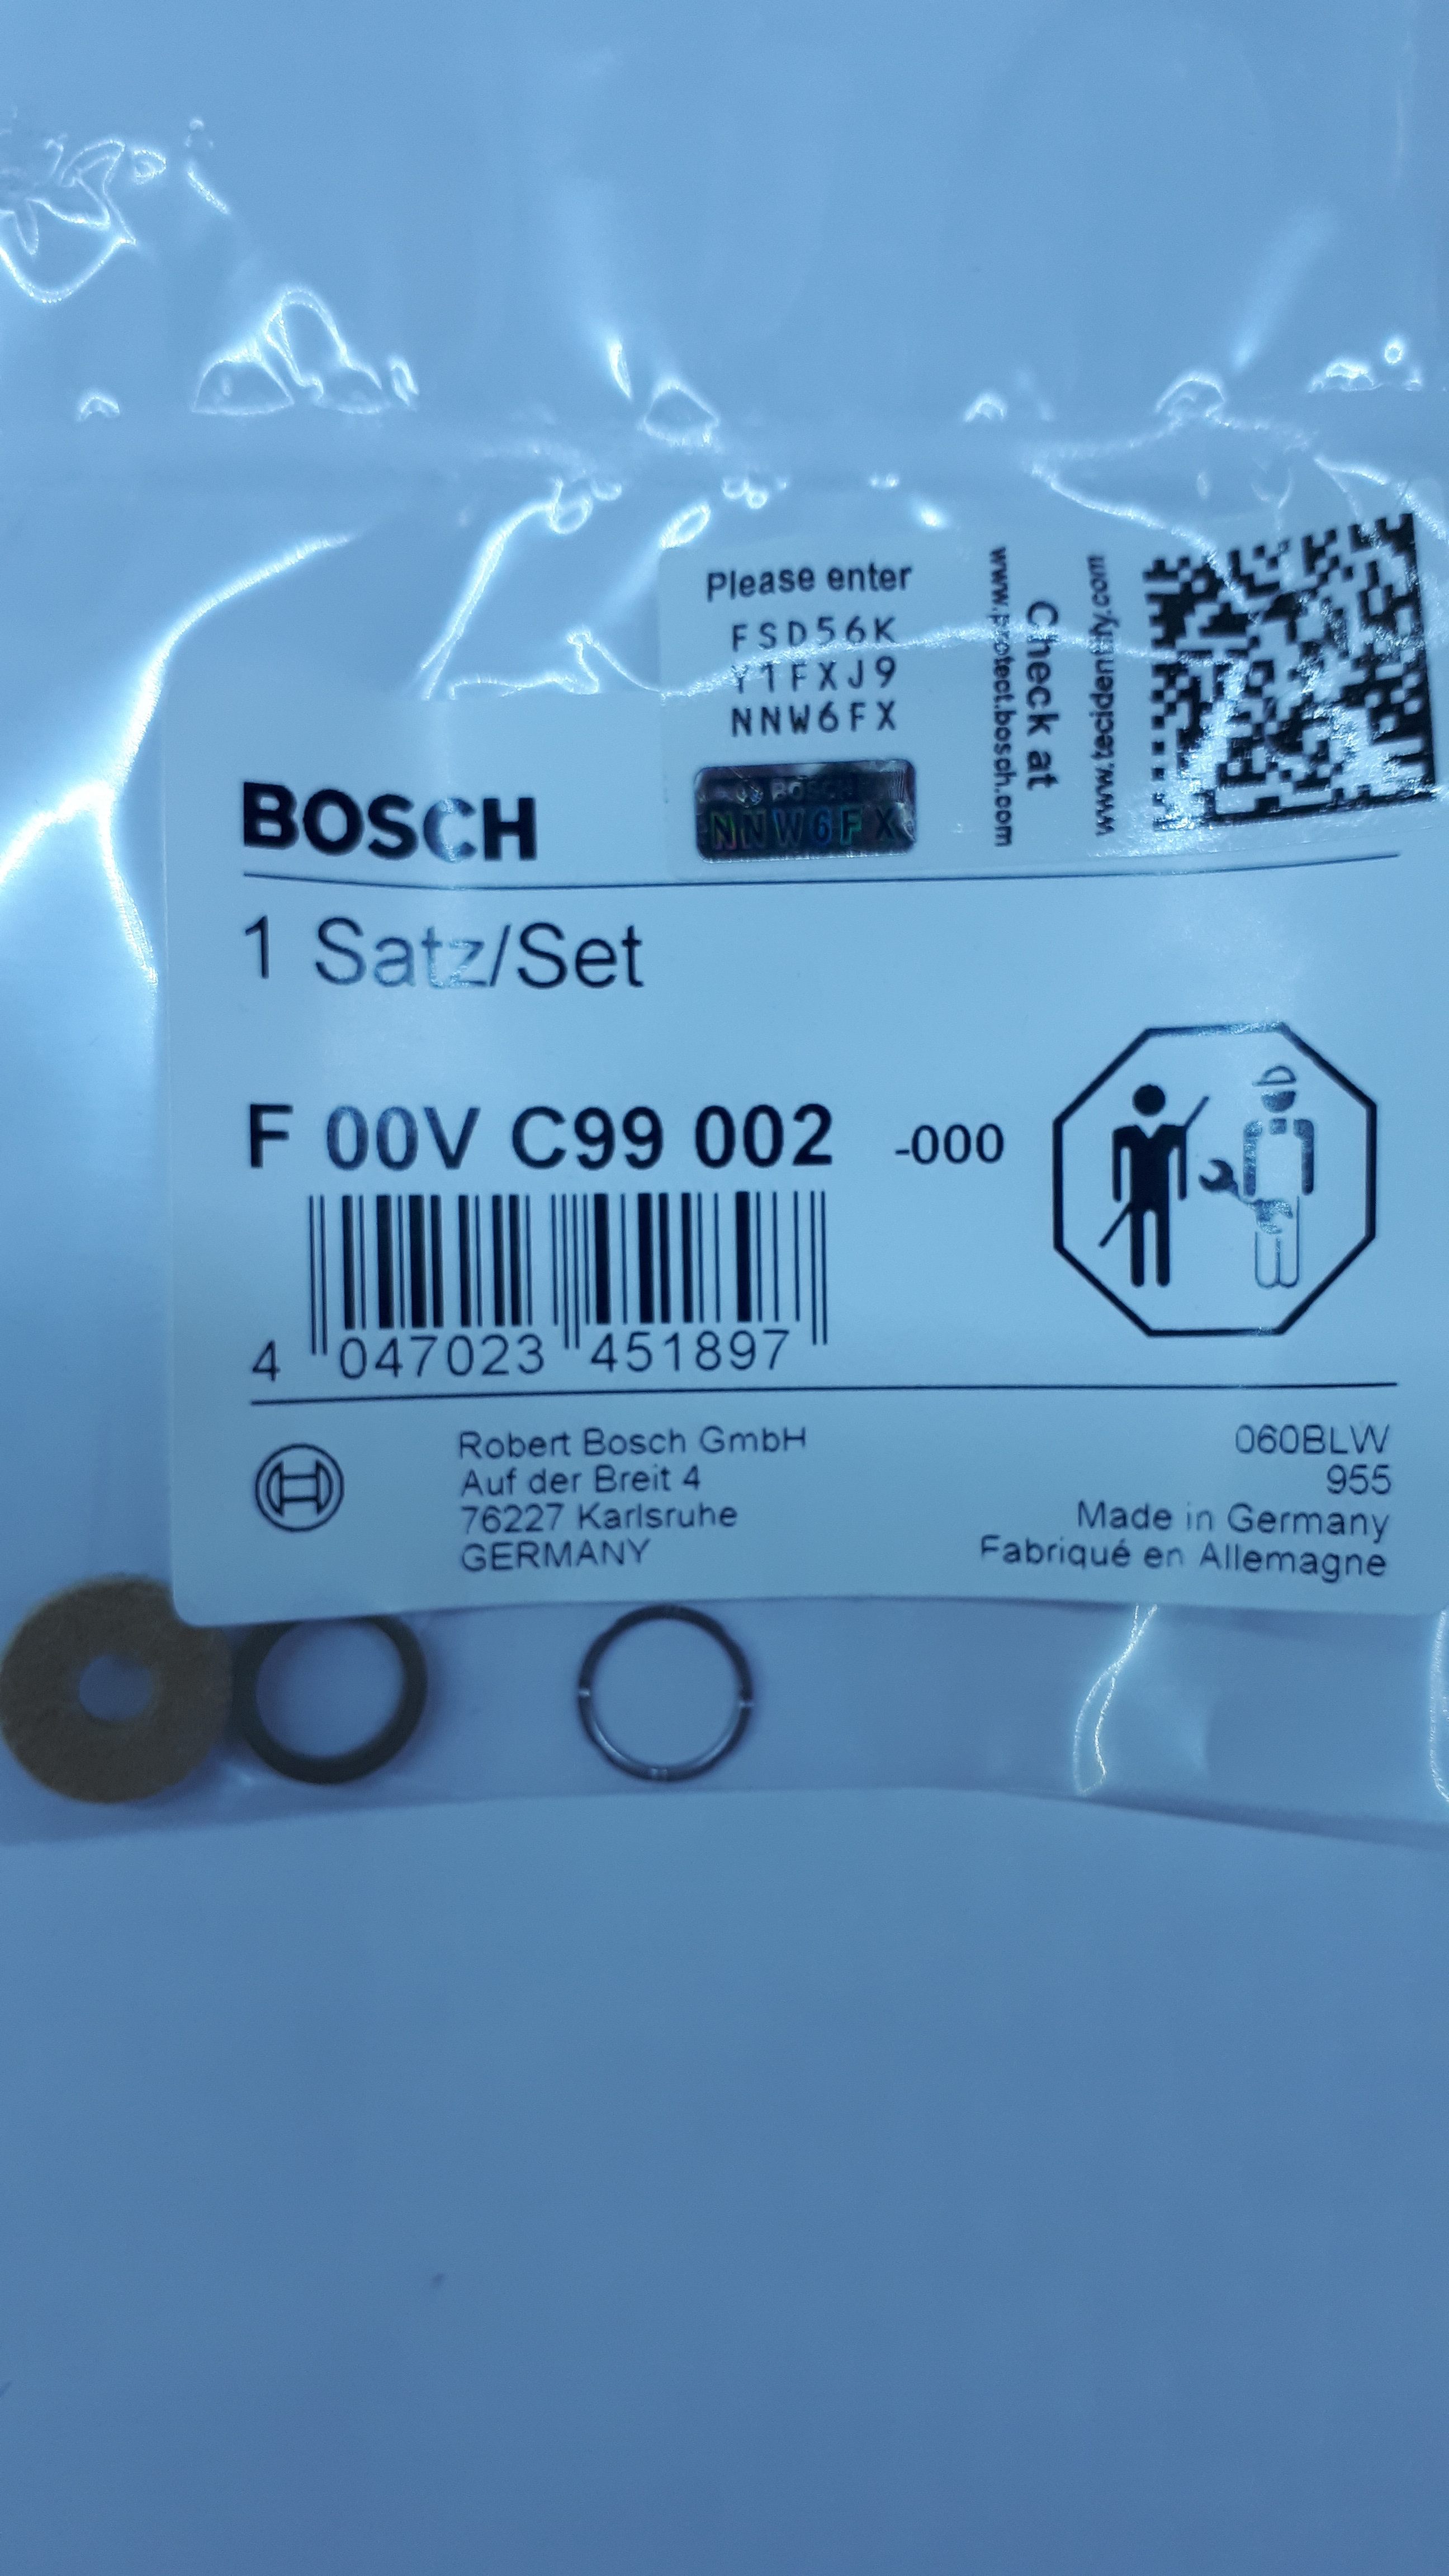 Please enter
FSD56K
Y1FXJ9
NNW6FX
BOSCH
NNW6FX
Check at
www.protect.bosch.com
www.tecidentify.com
BOSCH
1 Satz/Set
F 00V C99 002 -000
4 047023 451897
Robert Bosch GmbH
Auf der Breit 4
76227 Karlsruhe
GERMANY
060BLW
955
Made in Germany
Fabriqué en Allemagne